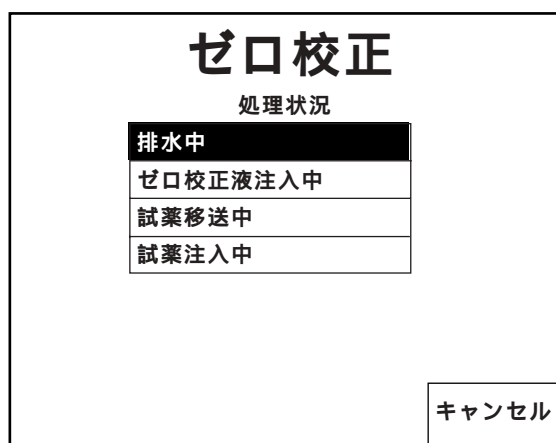 ゼロ校正
処理状況
排水中
ゼロ校正液注入中
試薬移送中
試薬注入中
キャンセル